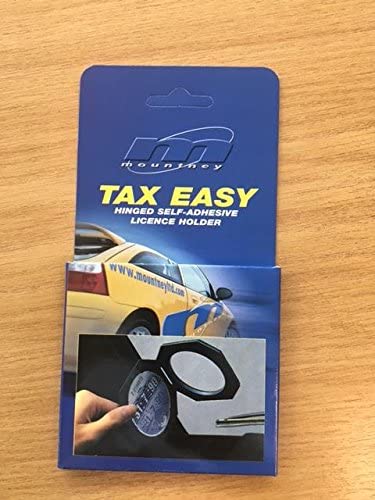 m
mountney
TAX EASY
HINGED SELF-ADHESIVE
LICENCE HOLDER
www.mountneyltd.com